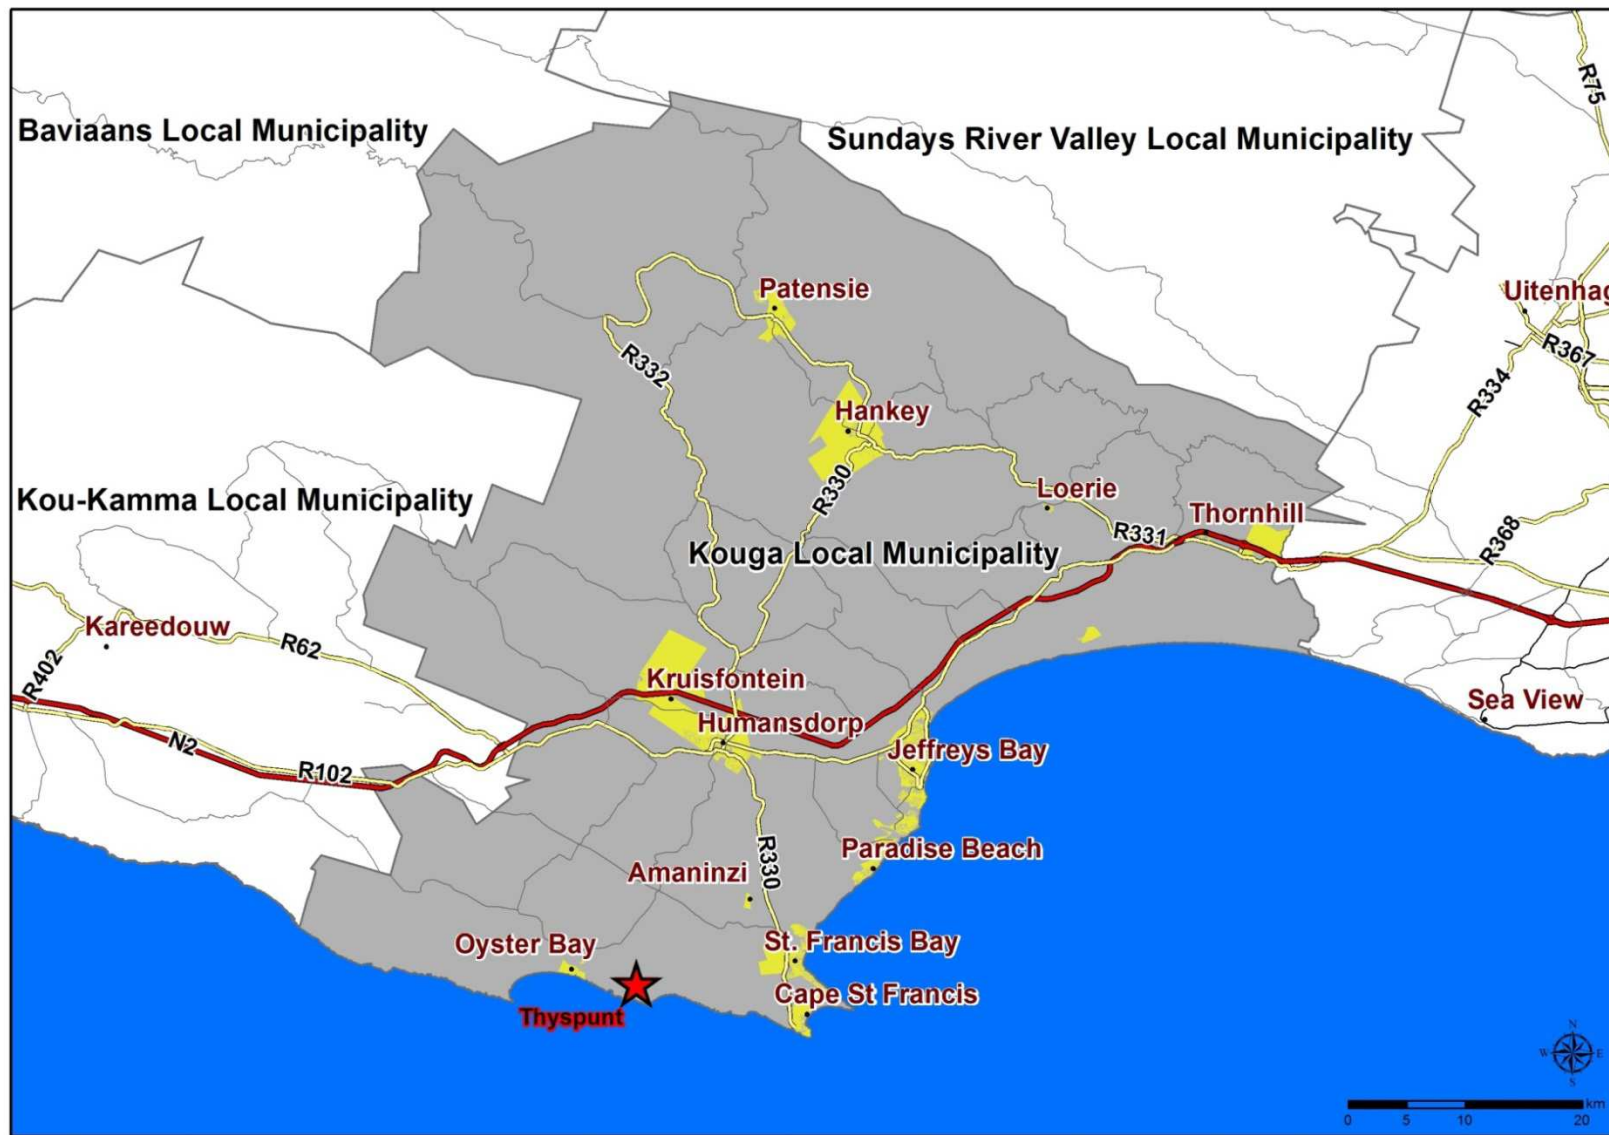 R75
Baviaans Local Municipality
Sundays River Valley Local Municipality
Patensie
Uitenhag
R367
R332
R334
Hankey
R330
Loerie
Kou-Kamma Local Municipality
Thornhill
R331
R368
Kouga Local Municipality
Kareedouw
R62
R402
Kruisfontein
Sea View
Humansdorp
N2
Jeffreys Bay
R102
Paradise Beach
R330
Amaninzi
Oyster Bay
St. Francis Bay
Cape St Francis
Thyspunt
N
W E
S
km
0 5 10 20